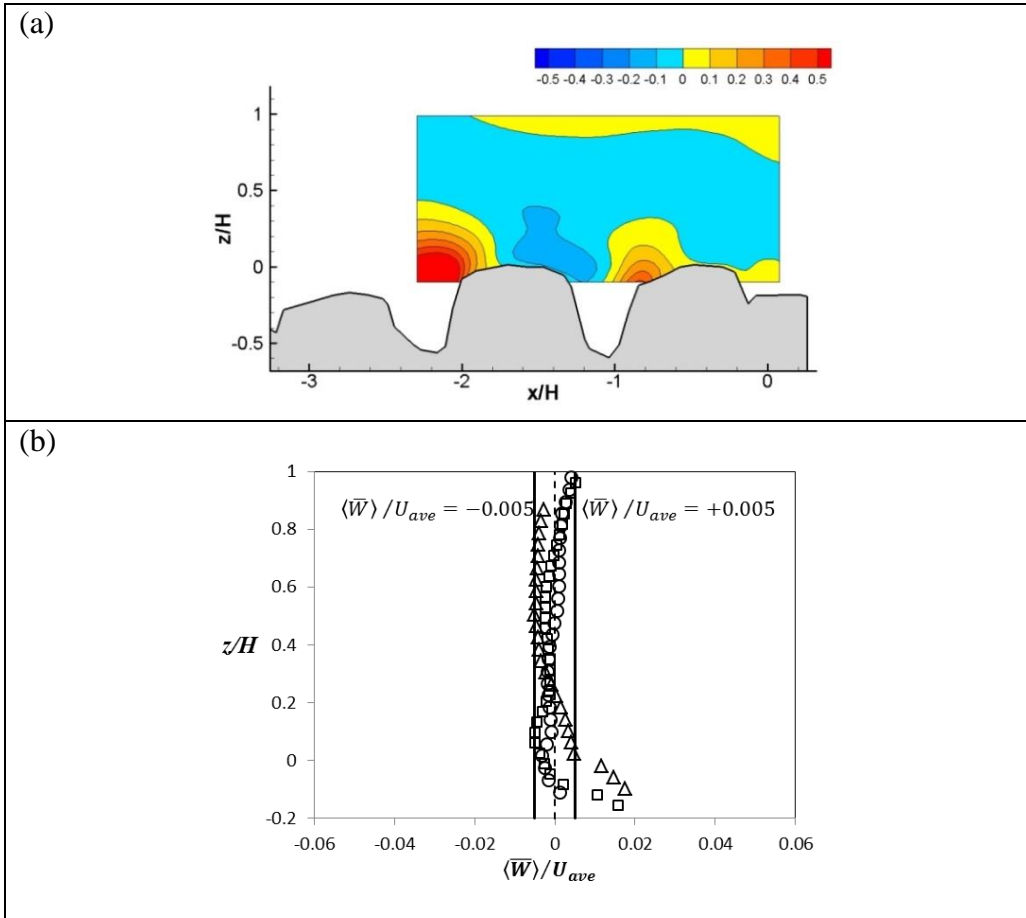 (a)
-0.5 -0.4 -0.3 -0.2 -0.1 0 0.1 0.2 0.3 0.4 0.5
1
0.5
z/H
0
-0.5
-3 -2 -1 0
x/H
(b)
1
⟨W̅⟩/U_ave = −0.005 ⟨W̅⟩/U_ave = +0.005
0.8
0.6
z/H
0.4
0.2
0
-0.2
-0.06 -0.04 -0.02 0 0.02 0.04 0.06
⟨W̅⟩/U_ave